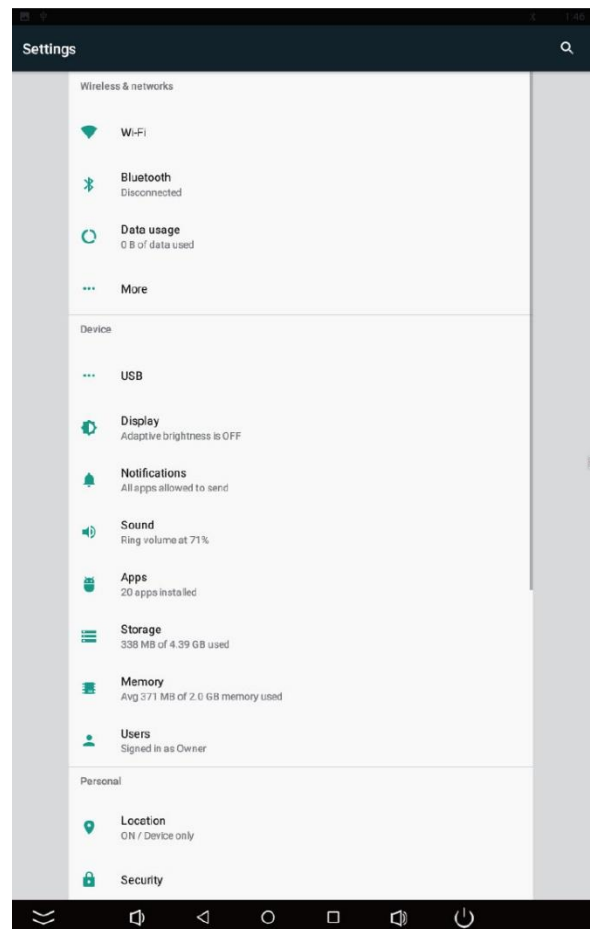 1:46
Settings
Wireless & networks
Wi-Fi
Bluetooth
Disconnected
Data usage
0 B of data used
More
Device
USB
Display
Adaptive brightness is OFF
Notifications
All apps allowed to send
Sound
Ring volume at 71%
Apps
20 apps installed
Storage
338 MB of 4.39 GB used
Memory
Avg 371 MB of 2.0 GB memory used
Users
Signed in as Owner
Personal
Location
ON / Device only
Security